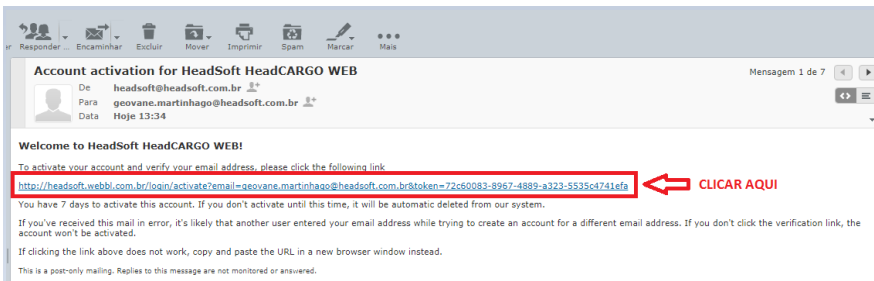 er Responder ... Encaminhar Excluir Mover Imprimir Spam Marcar Mais
Account activation for HeadSoft HeadCARGO WEB
Mensagem 1 de 7
De headsoft@headsoft.com.br
Para geovane.martinhago@headsoft.com.br
Data Hoje 13:34
Welcome to HeadSoft HeadCARGO WEB!
To activate your account and verify your email address, please click the following link
http://headsoft.webbl.com.br/login/activate?email=geovane.martinhago@headsoft.com.br&token=72c60083-8967-4889-a323-5535c4741efa
CLICAR AQUI
You have 7 days to activate this account. If you don't activate until this time, it will be automatic deleted from our system.
If you've received this mail in error, it's likely that another user entered your email address while trying to create an account for a different email address. If you don't click the verification link, the
account won't be activated.
If clicking the link above does not work, copy and paste the URL in a new browser window instead.
This is a post-only mailing. Replies to this message are not monitored or answered.